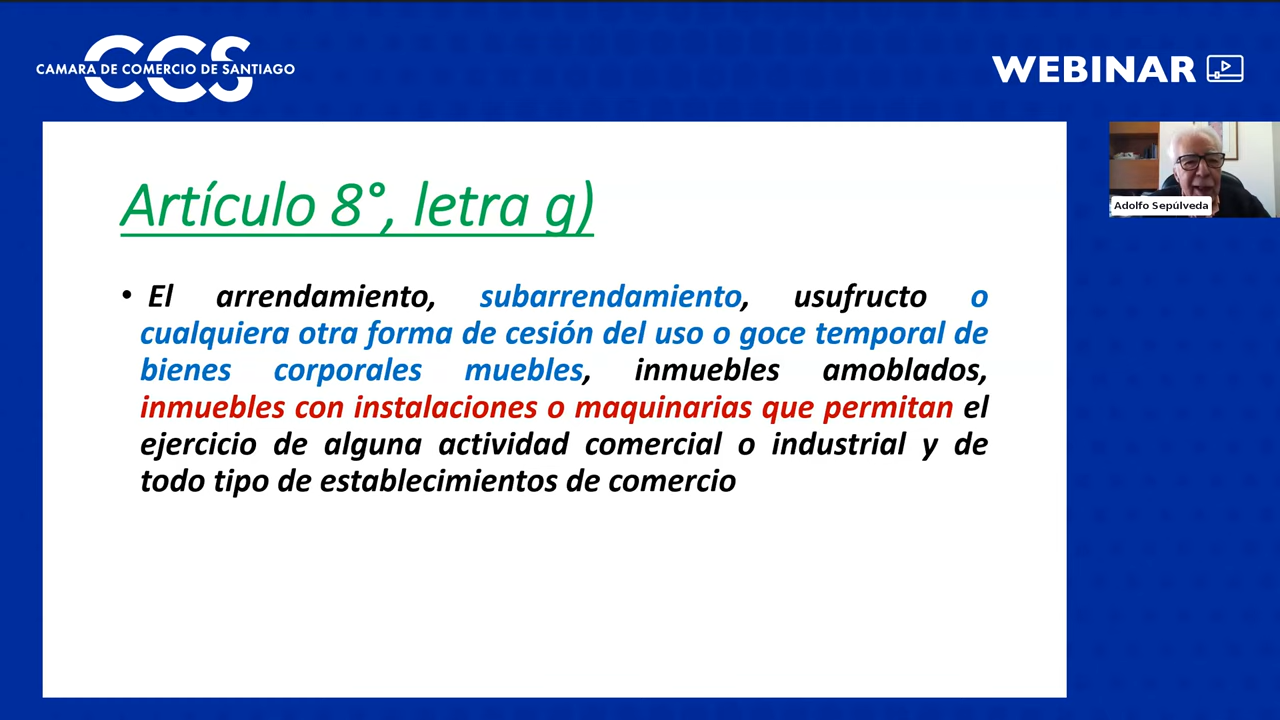 CCS
CAMARA DE COMERCIO DE SANTIAGO
WEBINAR
Artículo 8°, letra g)
Adolfo Sepúlveda
• El arrendamiento, subarrendamiento, usufructo o
cualquiera otra forma de cesión del uso o goce temporal de
bienes corporales muebles, inmuebles amoblados,
inmuebles con instalaciones o maquinarias que permitan el
ejercicio de alguna actividad comercial o industrial y de
todo tipo de establecimientos de comercio